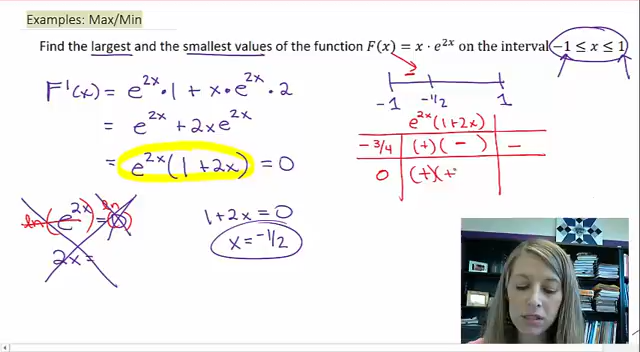 Examples: Max/Min
Find the largest and the smallest values of the function F(x) = x · e^{2x} on the interval −1 ≤ x ≤ 1
F'(x) = e^{2x} · 1 + x · e^{2x} · 2
= e^{2x} + 2x e^{2x}
= e^{2x}(1 + 2x) = 0
ln e^{2x} = ln 0
2x =
1 + 2x = 0
x = -1/2
-1 -1/2 1
e^{2x}(1+2x)
-3/4 (+)( - ) -
0 (+)(+